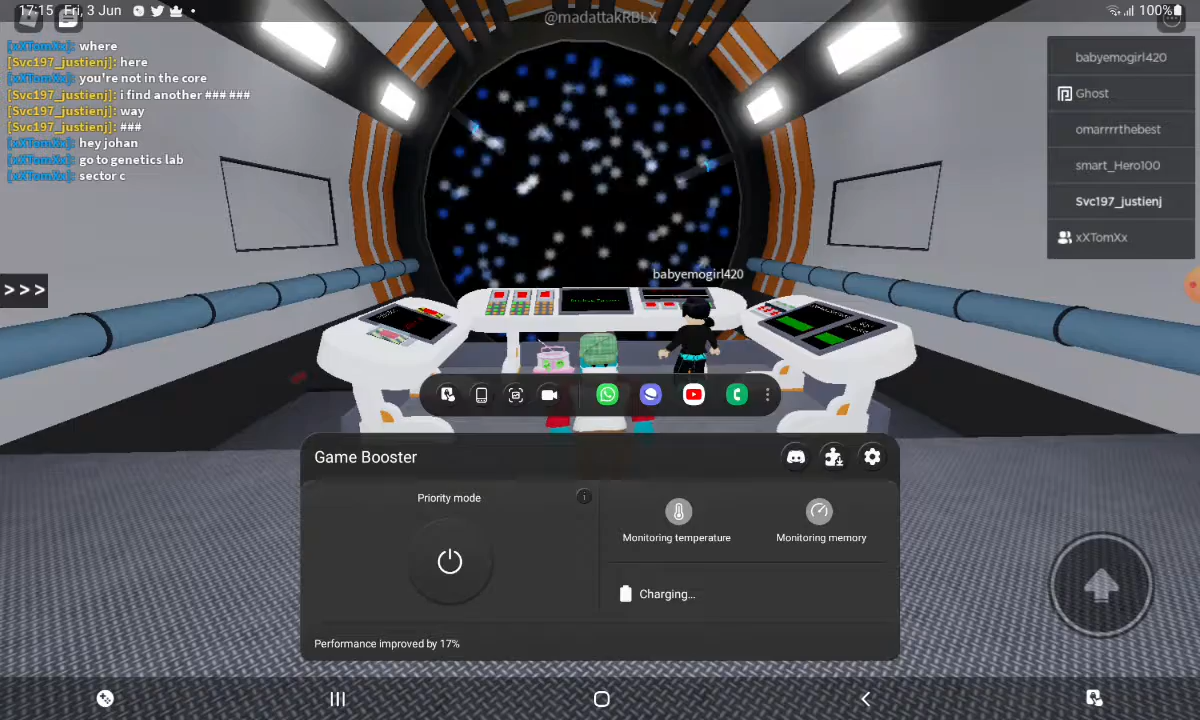 17:15 Fri, 3 Jun
100%
@madattakRBLX
[xXTomXx]: where
[Svc197_justienj]: here
[xXTomXx]: you're not in the core
[Svc197_justienj]: i find another ### ###
[Svc197_justienj]: way
[Svc197_justienj]: ###
[xXTomXx]: hey johan
[xXTomXx]: go to genetics lab
[xXTomXx]: sector c
babyemogirl420
Ghost
omarrrrthebest
smart_Hero100
Svc197_justienj
xXTomXx
>>>
babyemogirl420
Game Booster
Priority mode
Monitoring temperature
Monitoring memory
Charging...
Performance improved by 17%